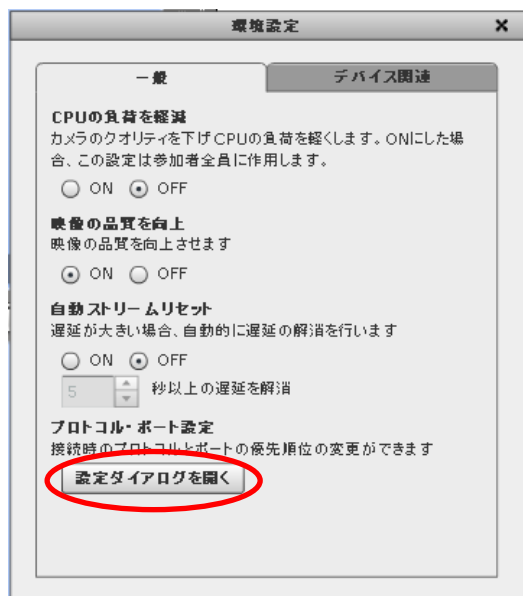 環境設定
一般
デバイス関連
CPUの負荷を軽減
カメラのクオリティを下げCPUの負荷を軽くします。ONにした場
合、この設定は参加者全員に作用します。
ON OFF
映像の品質を向上
映像の品質を向上させます
ON OFF
自動ストリームリセット
遅延が大きい場合、自動的に遅延の解消を行います
ON OFF
5 秒以上の遅延を解消
プロトコル・ポート設定
接続時のプロトコルとポートの優先順位の変更ができます
設定ダイアログを開く